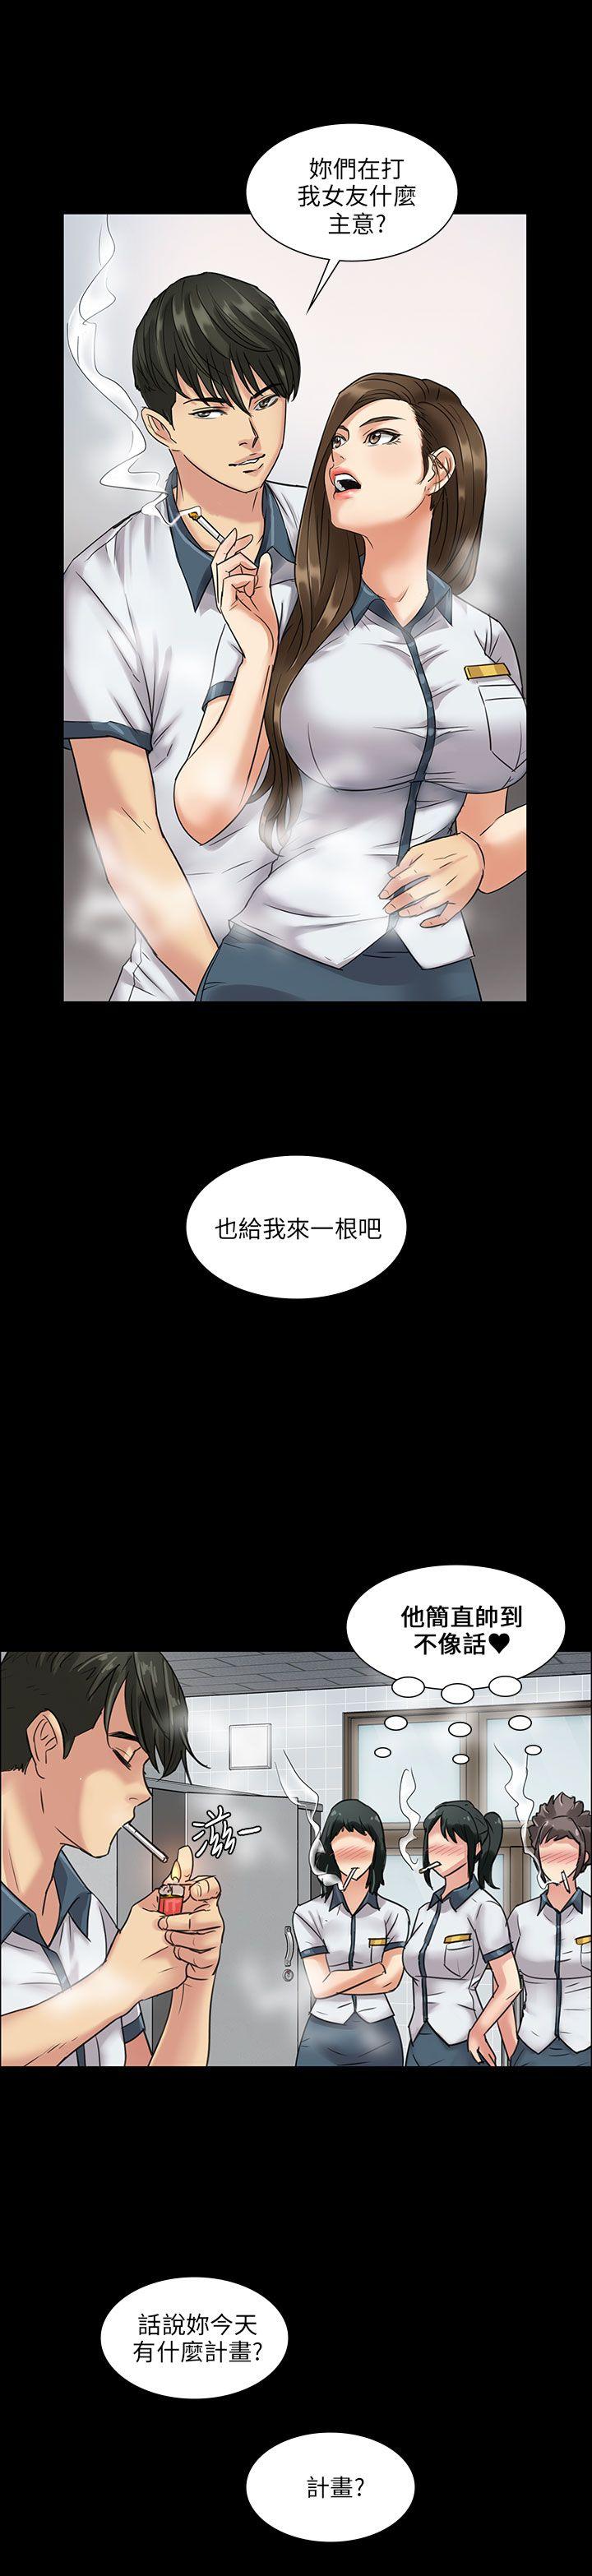 妳們在打
我女友什麼
主意?
也給我來一根吧
他簡直帥到
不像話♥
滋—
話說妳今天
有什麼計畫?
計畫?